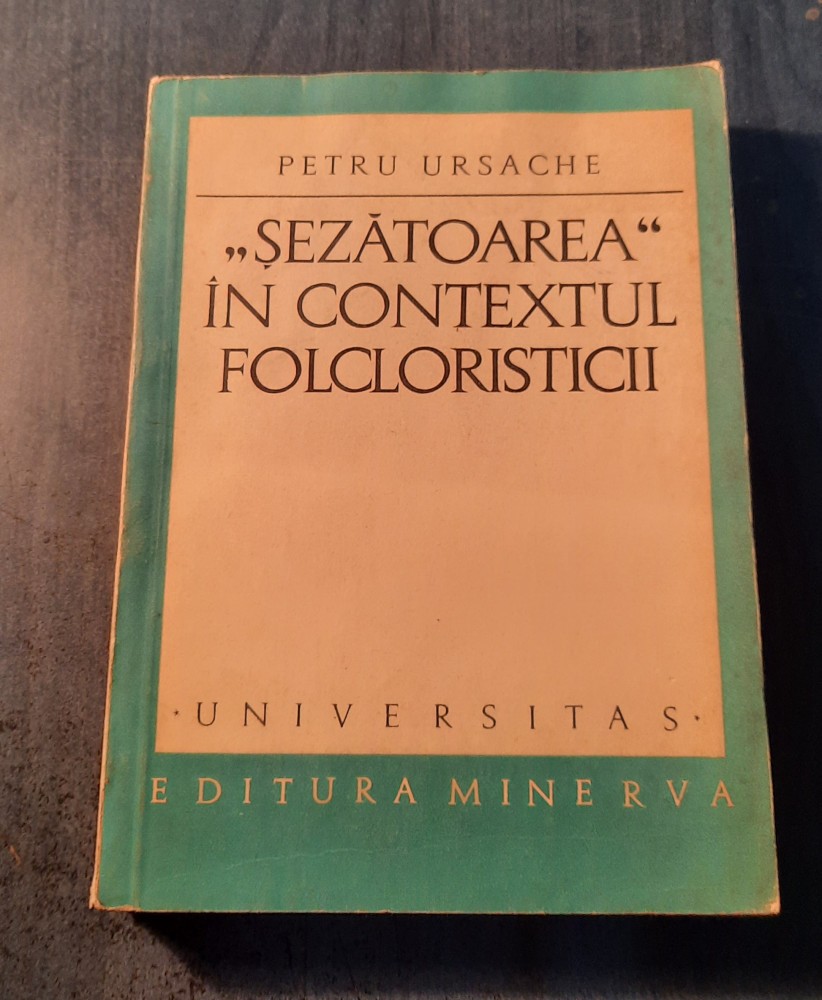 PETRU URSACHE
„ȘEZĂTOAREA“
ÎN CONTEXTUL
FOLCLORISTICII
· UNIVERSITAS ·
EDITURA MINERVA